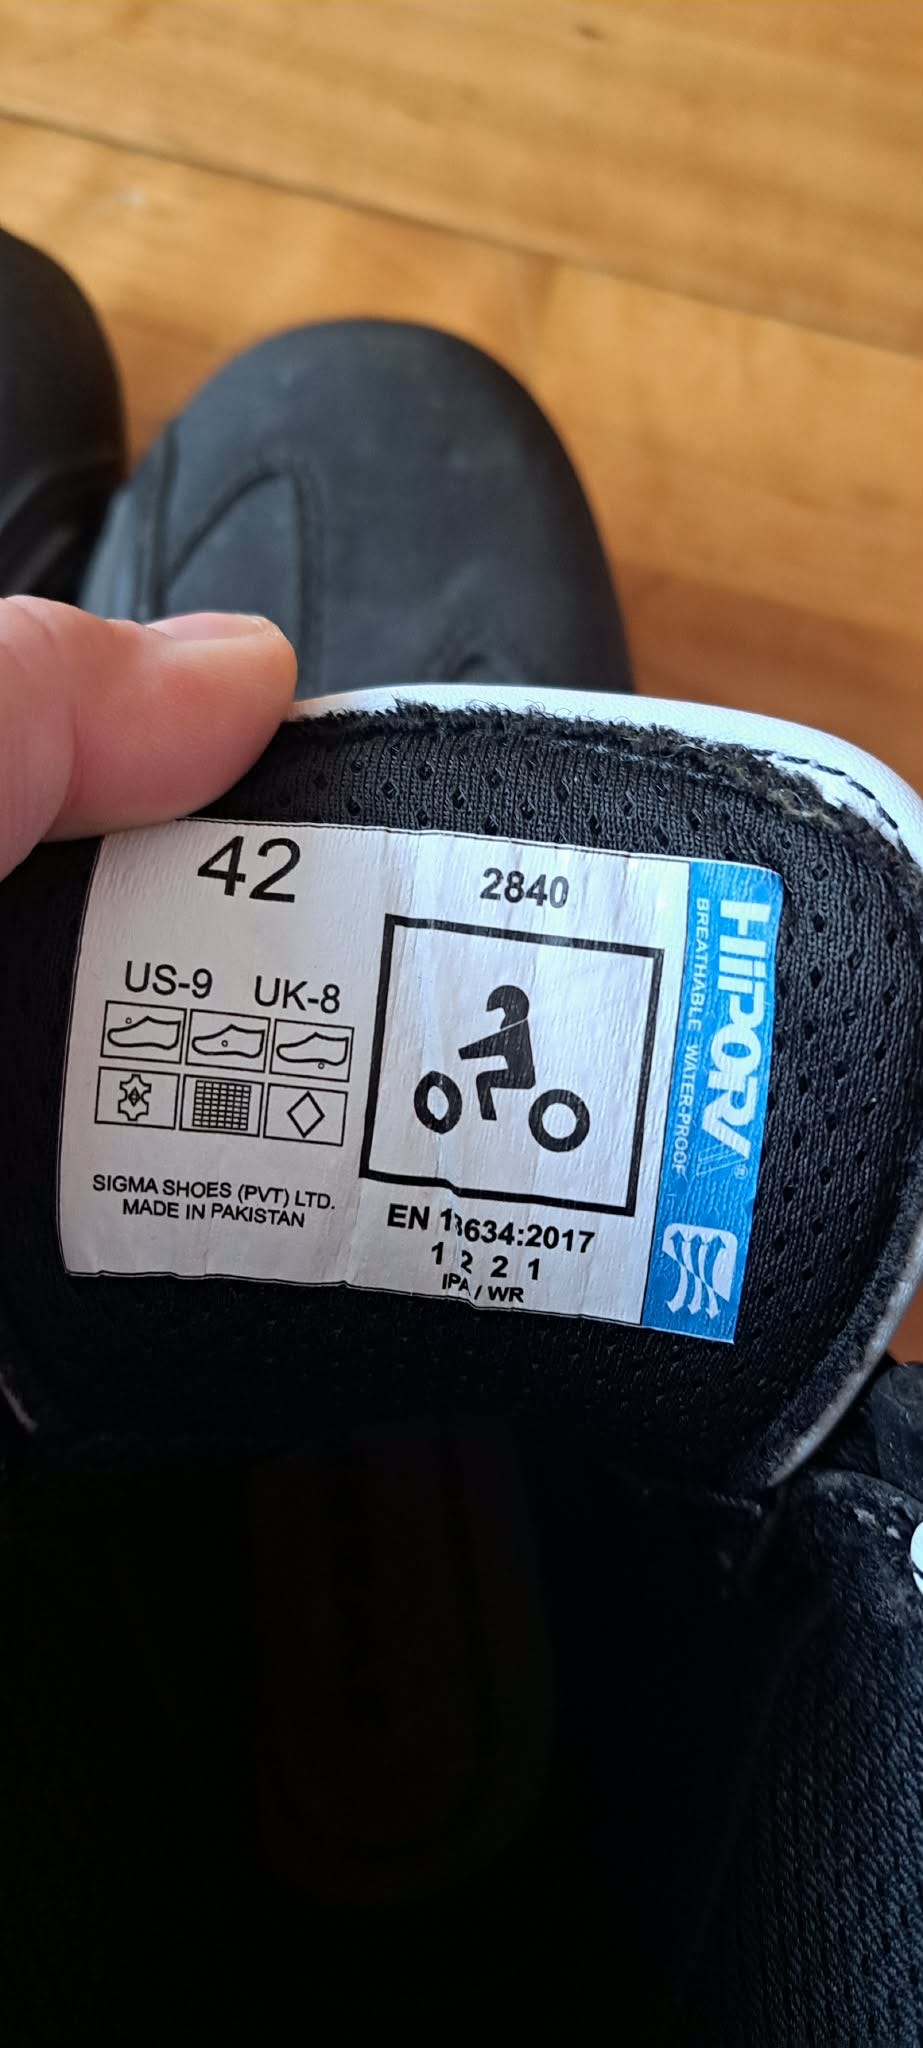 42
2840
US-9 UK-8
SIGMA SHOES (PVT) LTD.
MADE IN PAKISTAN
EN 13634:2017
1 2 2 1
IPA / WR
HiPORA®
BREATHABLE WATER-PROOF